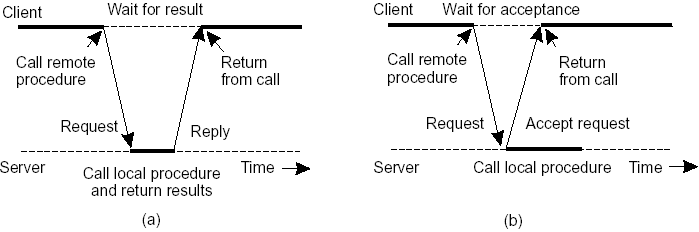 Client
Wait for result
Call remote
procedure
Return
from call
Request
Reply
Server
Call local procedure
and return results
Time
(a)
Client
Wait for acceptance
Call remote
procedure
Return
from call
Request
Accept request
Server
Call local procedure
Time
(b)